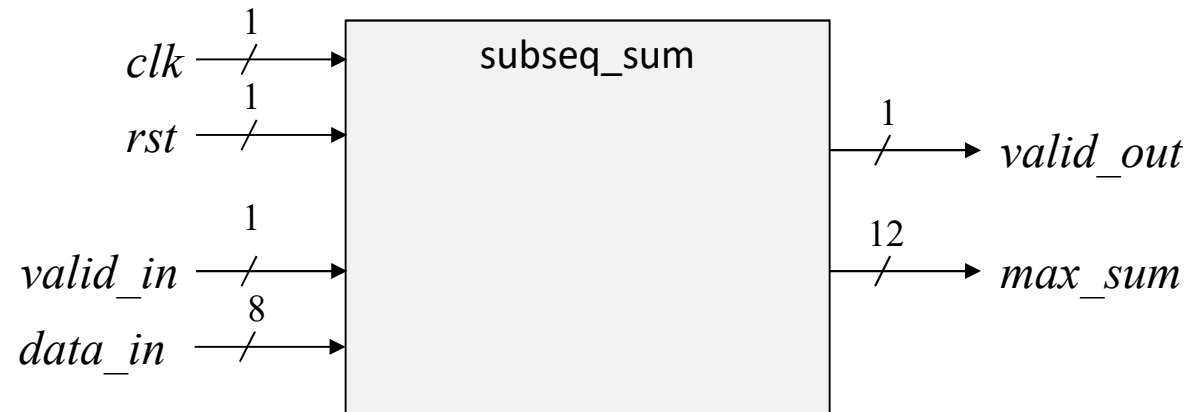 subseq_sum
1
clk
1
rst
1
valid_in
8
data_in
1
valid_out
12
max_sum